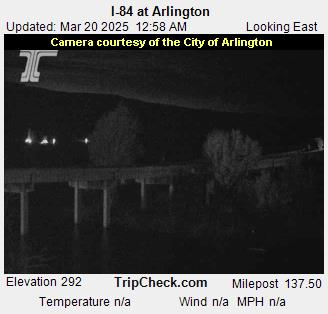 I-84 at Arlington
Updated: Mar 20 2025 12:58 AM Looking East
Camera courtesy of the City of Arlington
Elevation 292 TripCheck.com Milepost 137.50
Temperature n/a Wind n/a MPH n/a